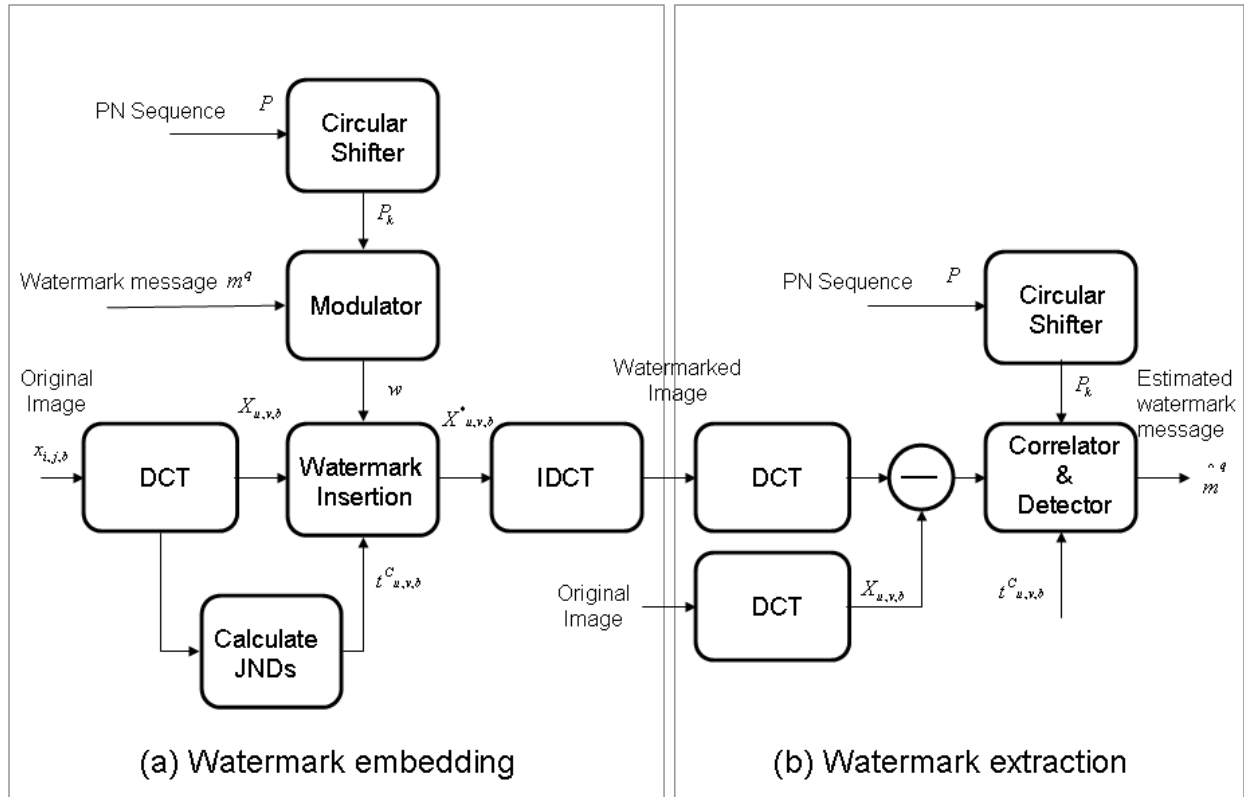 PN Sequence
P
Circular
Shifter
P_k
Watermark message m^q
Modulator
w
Original
Image
x_{i,j,b}
DCT
X_{u,v,b}
Watermark
Insertion
X^*_{u,v,b}
IDCT
Calculate
JNDs
t^C_{u,v,b}
(a) Watermark embedding
PN Sequence
P
Circular
Shifter
P_k
Watermarked
Image
DCT
—
Correlator
&
Detector
Estimated
watermark
message
\hat{m}^q
Original
Image
DCT
X_{u,v,b}
t^C_{u,v,b}
(b) Watermark extraction